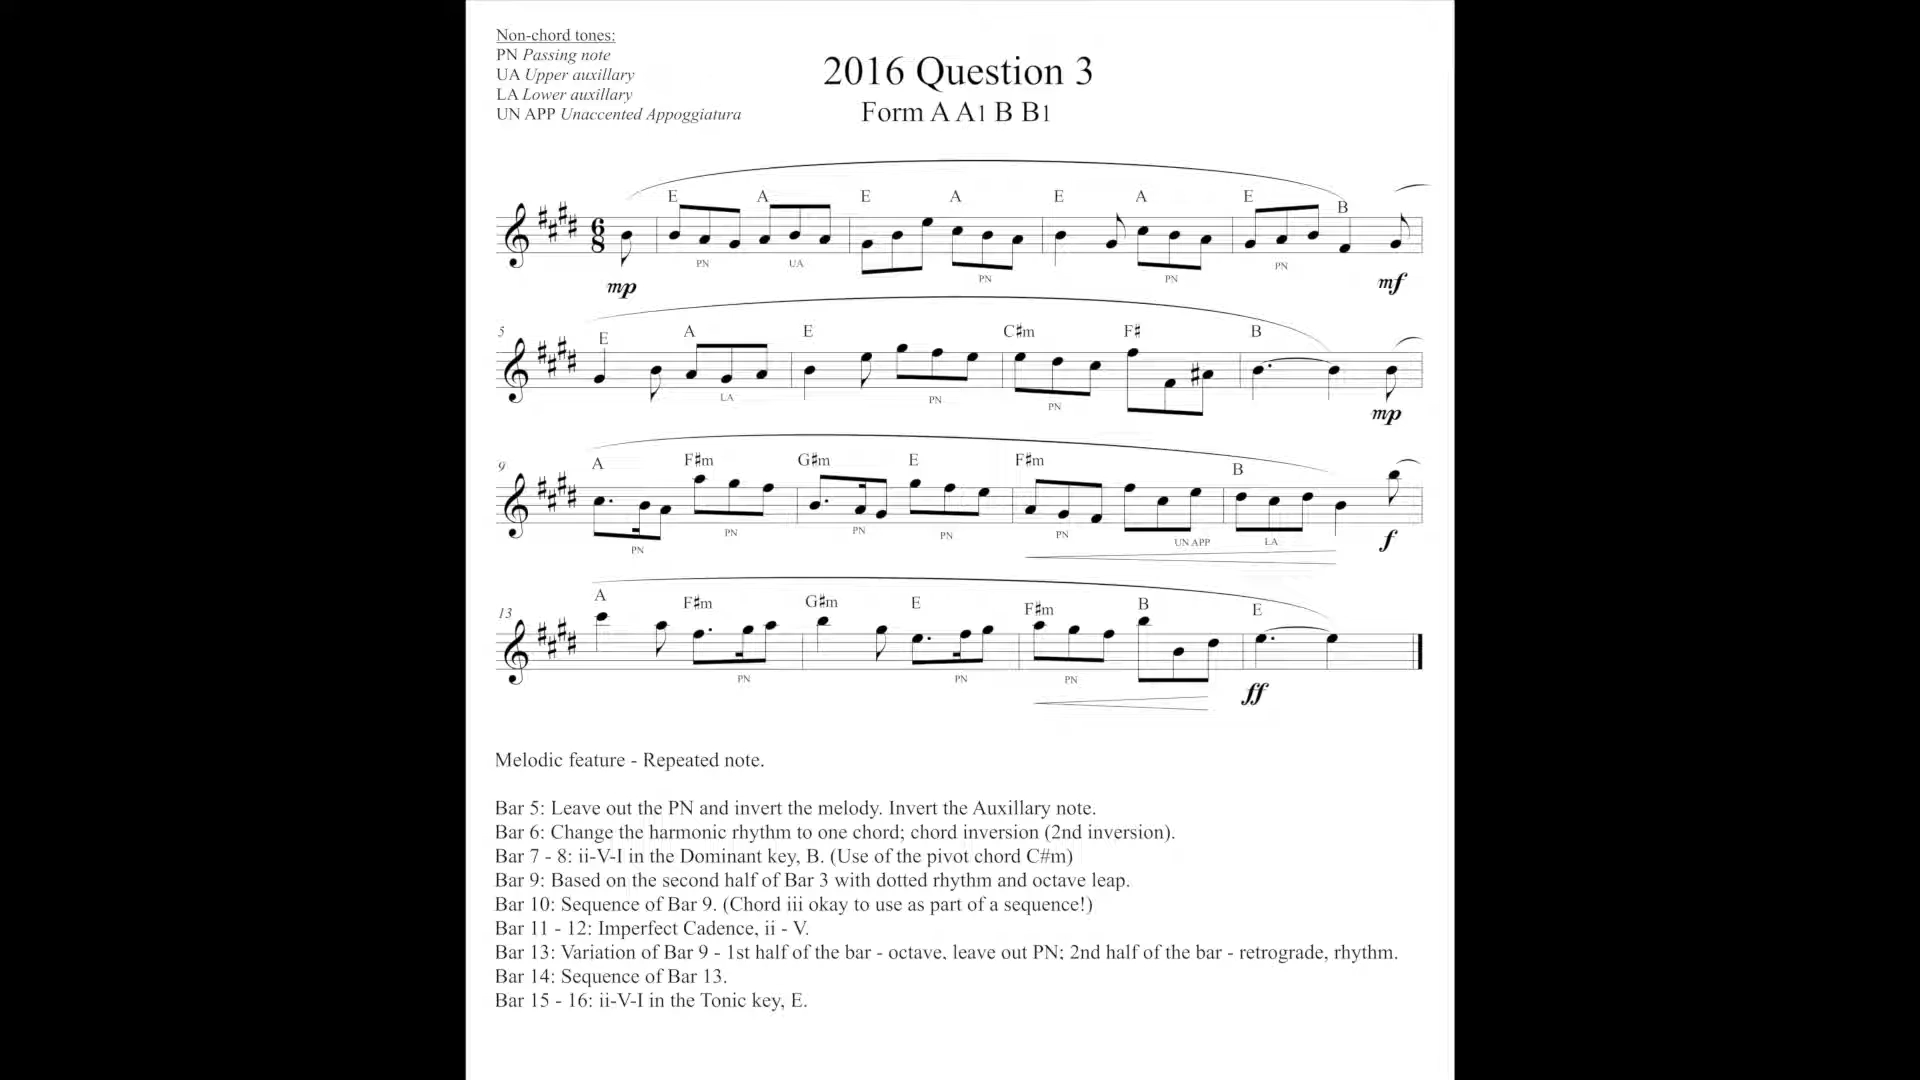 Non-chord tones:
PN Passing note
UA Upper auxillary
LA Lower auxillary
UN APP Unaccented Appoggiatura
2016 Question 3
Form A A1 B B1
E A E A E A E B
6
8
PN UA PN PN PN
mp mf
5
E A E C#m F# B
LA PN PN
mp
9
A F#m G#m E F#m B
PN PN PN PN PN UN APP LA
f
13
A F#m G#m E F#m B E
PN PN PN
ff
Melodic feature - Repeated note.
Bar 5: Leave out the PN and invert the melody. Invert the Auxillary note.
Bar 6: Change the harmonic rhythm to one chord; chord inversion (2nd inversion).
Bar 7 - 8: ii-V-I in the Dominant key, B. (Use of the pivot chord C#m)
Bar 9: Based on the second half of Bar 3 with dotted rhythm and octave leap.
Bar 10: Sequence of Bar 9. (Chord iii okay to use as part of a sequence!)
Bar 11 - 12: Imperfect Cadence, ii - V.
Bar 13: Variation of Bar 9 - 1st half of the bar - octave, leave out PN; 2nd half of the bar - retrograde, rhythm.
Bar 14: Sequence of Bar 13.
Bar 15 - 16: ii-V-I in the Tonic key, E.